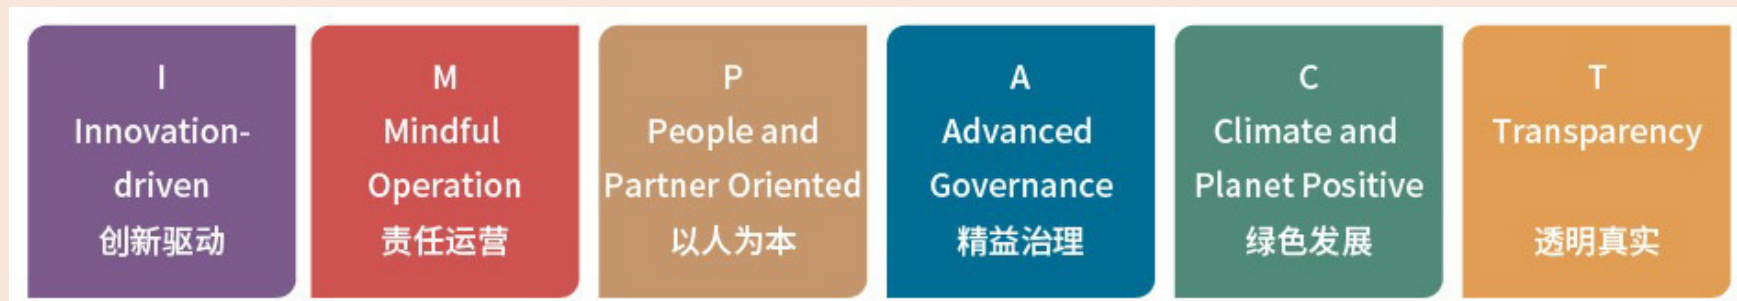 I
Innovation-
driven
创新驱动
M
Mindful
Operation
责任运营
P
People and
Partner Oriented
以人为本
A
Advanced
Governance
精益治理
C
Climate and
Planet Positive
绿色发展
T
Transparency
透明真实